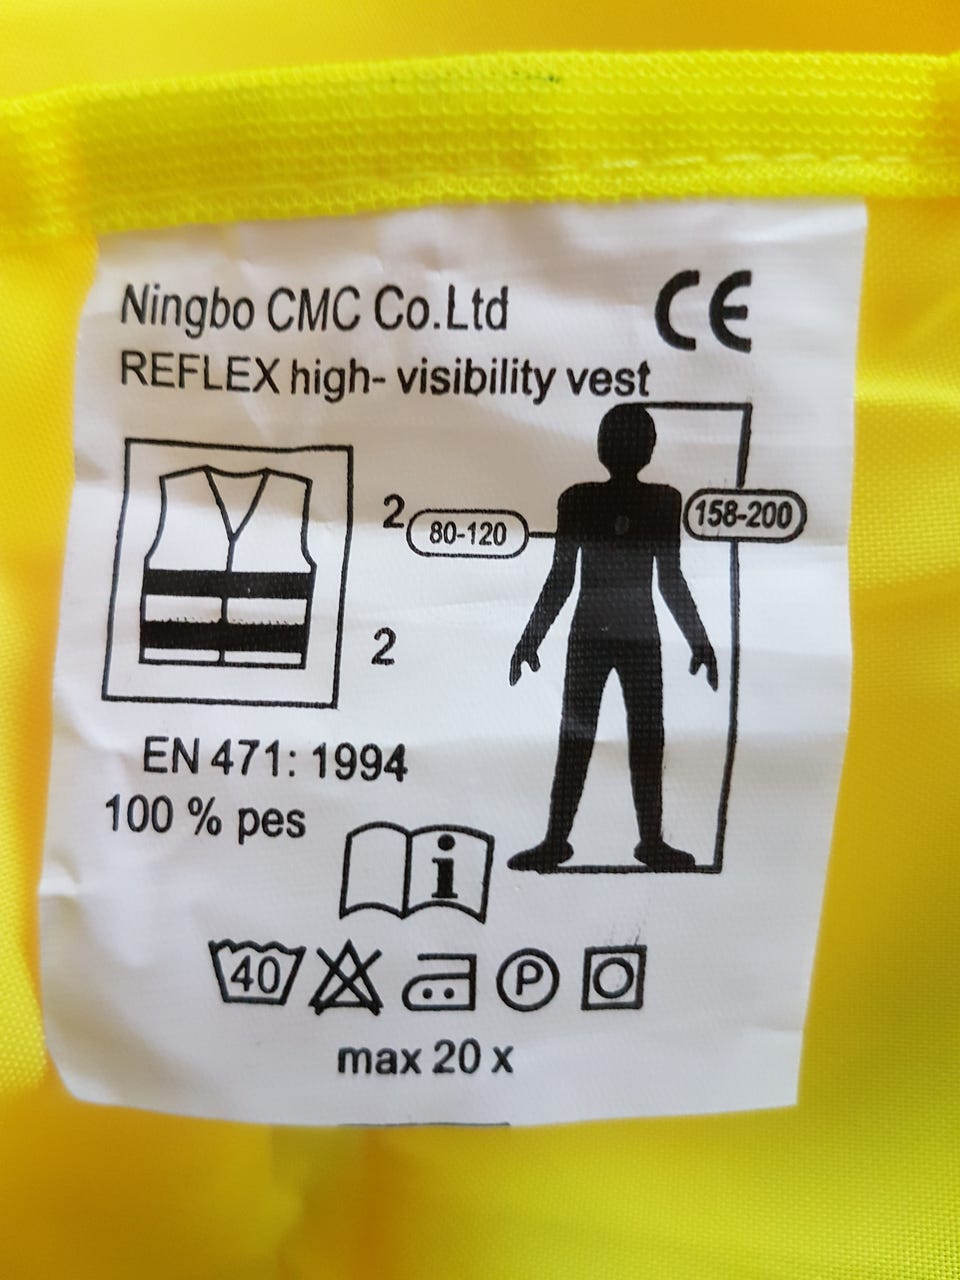 Ningbo CMC Co.Ltd
CE
REFLEX high- visibility vest
2
80-120
158-200
2
EN 471: 1994
100 % pes
i
40
P
max 20 x